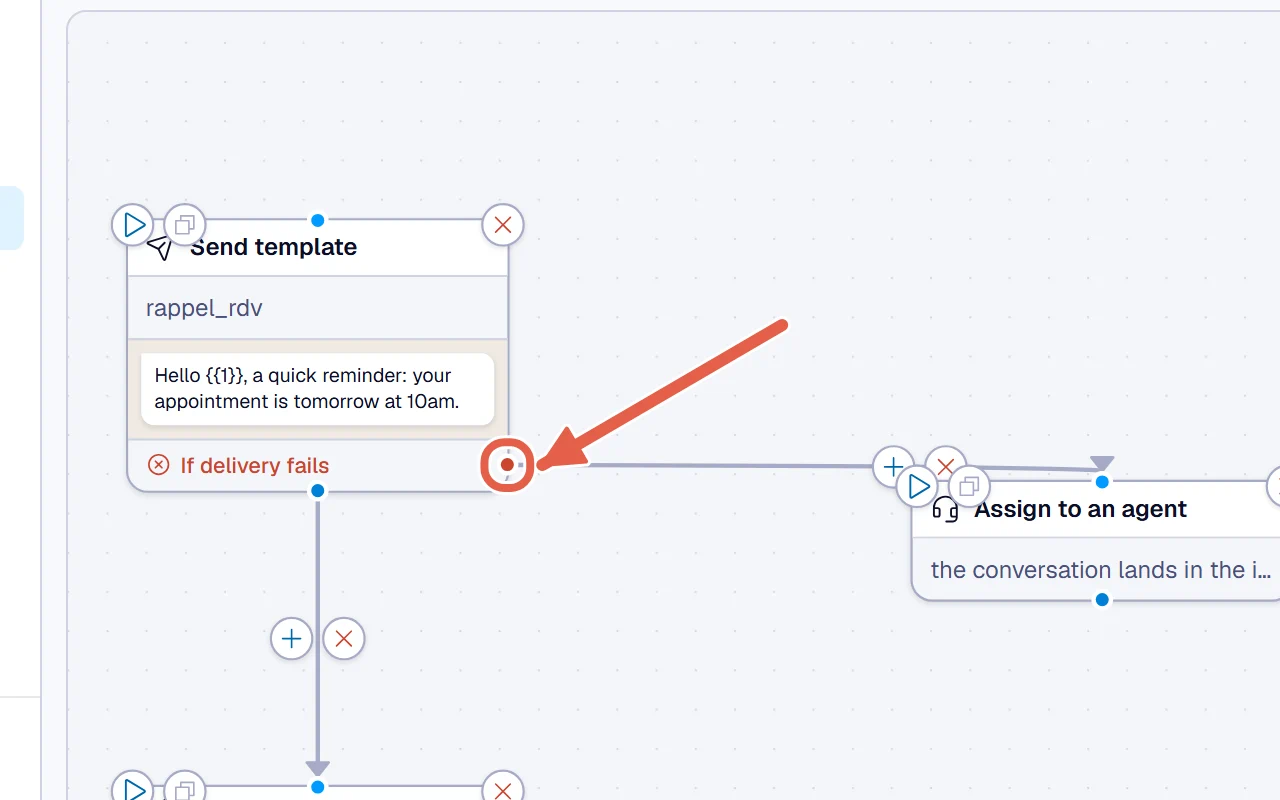 Send template
rappel_rdv
Hello {{1}}, a quick reminder: your
appointment is tomorrow at 10am.
If delivery fails
Assign to an agent
the conversation lands in the i...